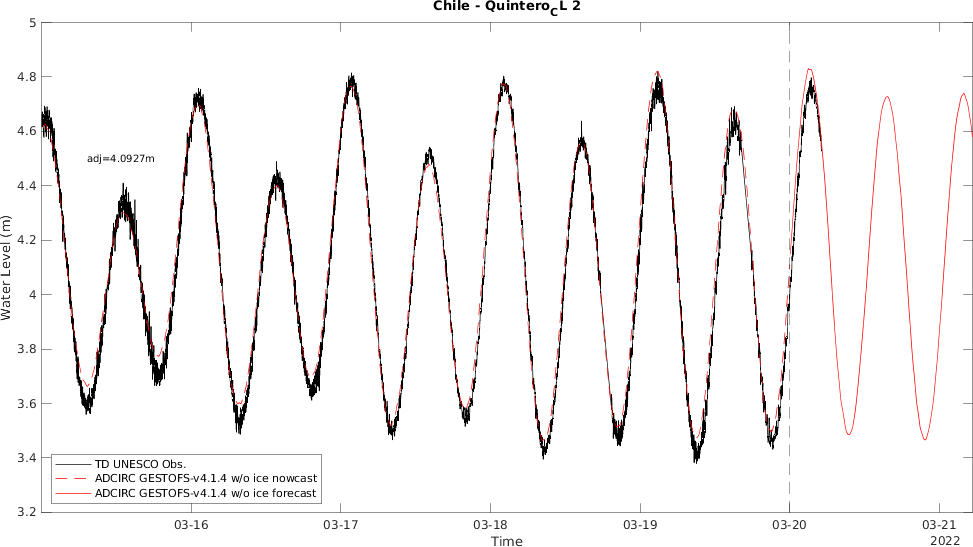 Chile - Quintero_CL 2
5
4.8
4.6
4.4
4.2
4
3.8
3.6
3.4
3.2
Water Level (m)
adj=4.0927m
TD UNESCO Obs.
ADCIRC GESTOFS-v4.1.4 w/o ice nowcast
ADCIRC GESTOFS-v4.1.4 w/o ice forecast
03-16 03-17 03-18 03-19 03-20 03-21
Time
2022